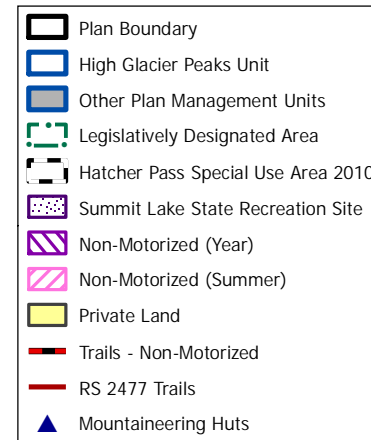 Plan Boundary
High Glacier Peaks Unit
Other Plan Management Units
Legislatively Designated Area
Hatcher Pass Special Use Area 2010
Summit Lake State Recreation Site
Non-Motorized (Year)
Non-Motorized (Summer)
Private Land
Trails - Non-Motorized
RS 2477 Trails
Mountaineering Huts